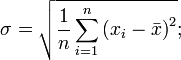 σ = √(1/n ∑_{i=1}^{n} (x_i − x̄)²);